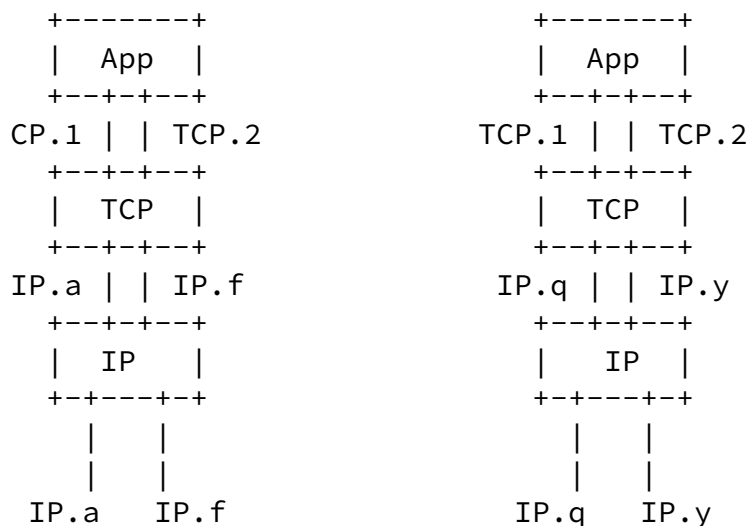 App App
CP.1 TCP.2 TCP.1 TCP.2
TCP TCP
IP.a IP.f IP.q IP.y
IP IP
IP.a IP.f IP.q IP.y